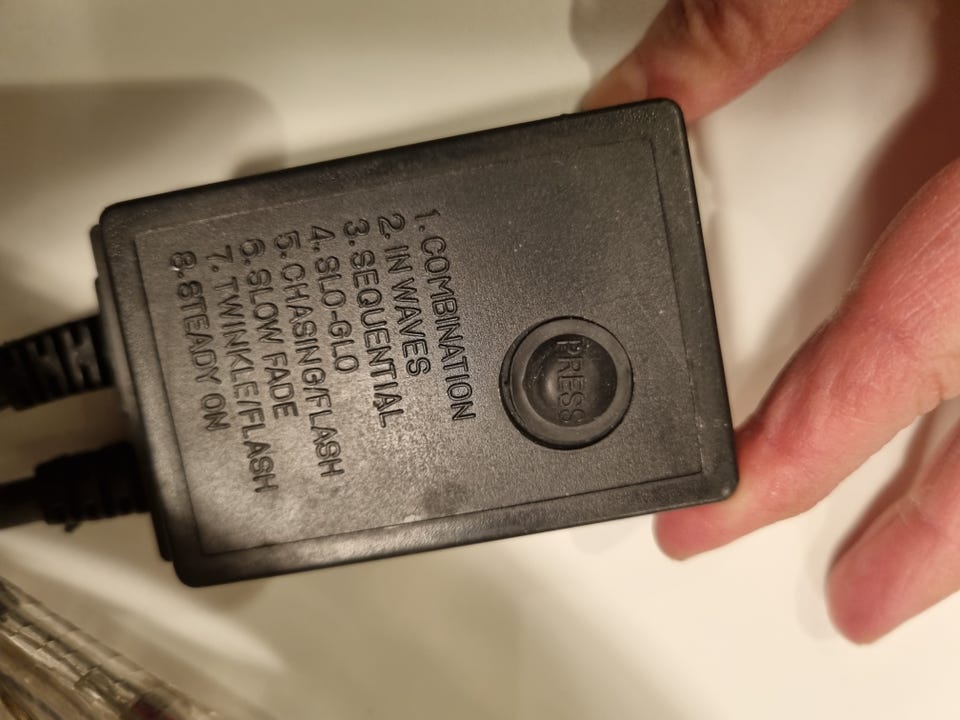 PRESS
1. COMBINATION
2. IN WAVES
3. SEQUENTIAL
4. SLO-GLO
5. CHASING/FLASH
6. SLOW FADE
7. TWINKLE/FLASH
8. STEADY ON